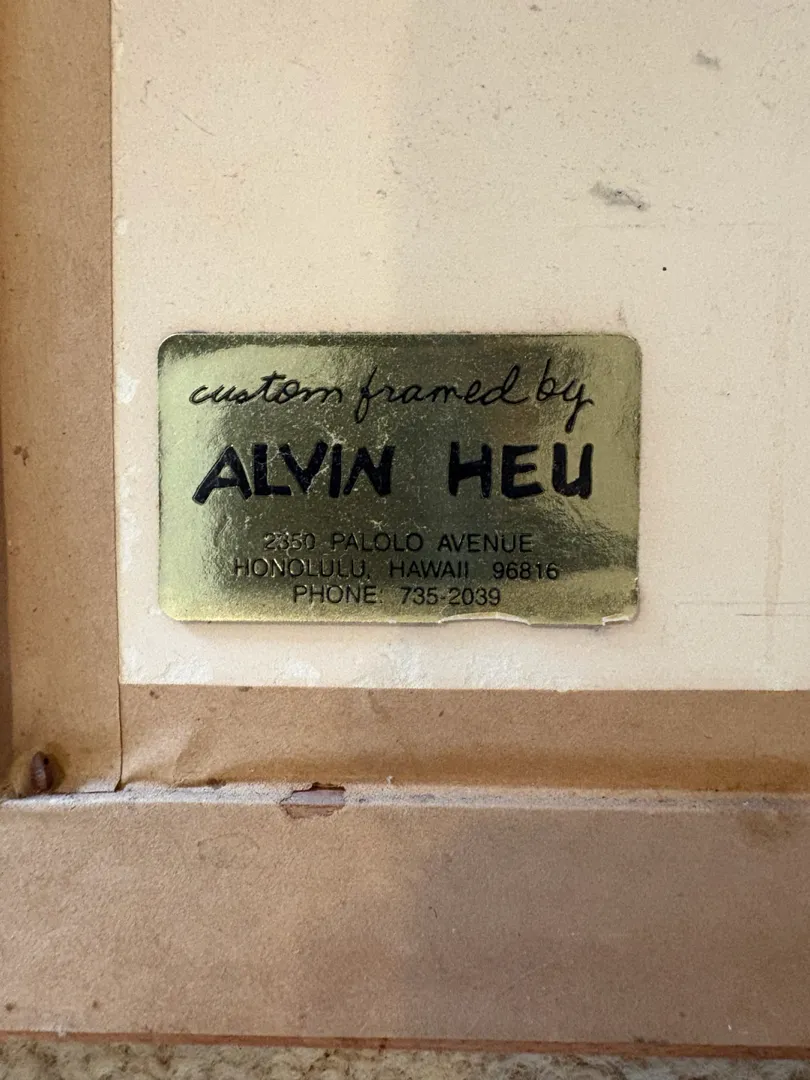 custom framed by
ALVIN HEU
2350 PALOLO AVENUE
HONOLULU, HAWAII 96816
PHONE: 735-2039